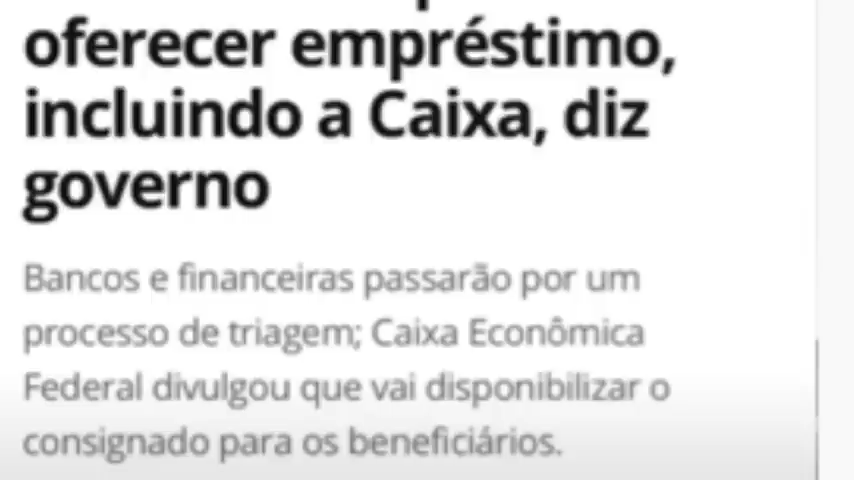 oferecer empréstimo,
incluindo a Caixa, diz
governo
Bancos e financeiras passarão por um
processo de triagem; Caixa Econômica
Federal divulgou que vai disponibilizar o
consignado para os beneficiários.